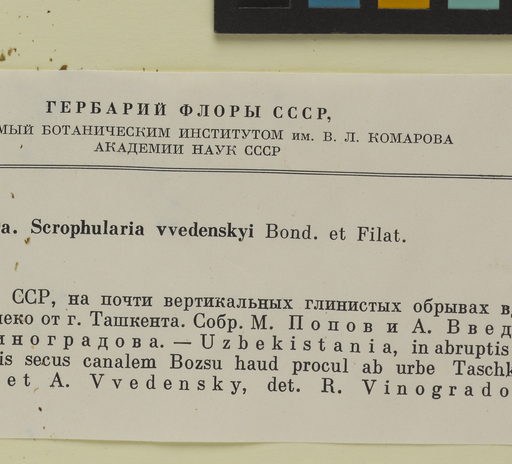 ГЕРБАРИЙ ФЛОРЫ СССР,
МЫЙ БОТАНИЧЕСКИМ ИНСТИТУТОМ им. В. Л. КОМАРОВА
АКАДЕМИИ НАУК СССР
а. Scrophularia vvedenskyi Bond. et Filat.
ССР, на почти вертикальных глинистых обрывах в
леко от г. Ташкента. Собр. М. Попов и А. Введ
иноградова. — Uzbekistania, in abruptis
is secus canalem Bozsu haud procul ab urbe Taschk
et A. Vvedensky, det. R. Vinogrado